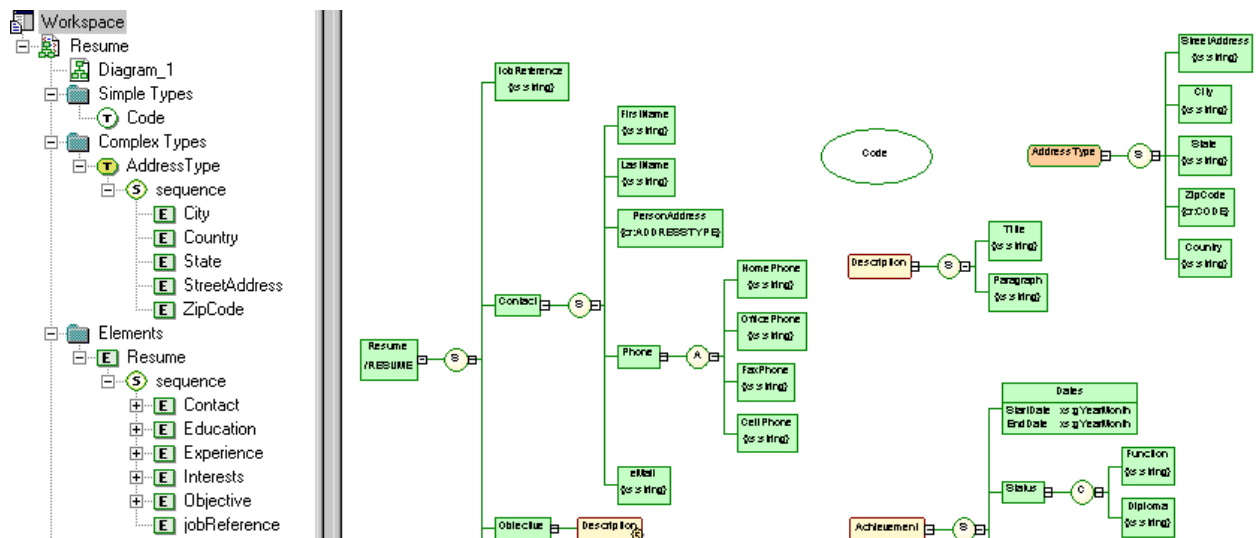 Workspace
Resume
Diagram_1
Simple Types
T Code
Complex Types
T AddressType
S sequence
E City
E Country
E State
E StreetAddress
E ZipCode
Elements
E Resume
S sequence
E Contact
E Education
E Experience
E Interests
E Objective
E jobReference
Resume
/RESUME
S
JobReference
{xs:string}
Contact
S
FirstName
{xs:string}
LastName
{xs:string}
PersonAddress
{cr:ADDRESSTYPE}
Phone
A
HomePhone
{xs:string}
OfficePhone
{xs:string}
FaxPhone
{xs:string}
CellPhone
{xs:string}
eMail
{xs:string}
Objective
Description
Code
AddressType
S
StreetAddress
{xs:string}
City
{xs:string}
State
{xs:string}
ZipCode
{cr:CODE}
Country
{xs:string}
Description
S
Title
{xs:string}
Paragraph
{xs:string}
Achievement
S
Dates
StartDate xs:gYearMonth
EndDate xs:gYearMonth
Status
C
Function
{xs:string}
Diploma
{xs:string}